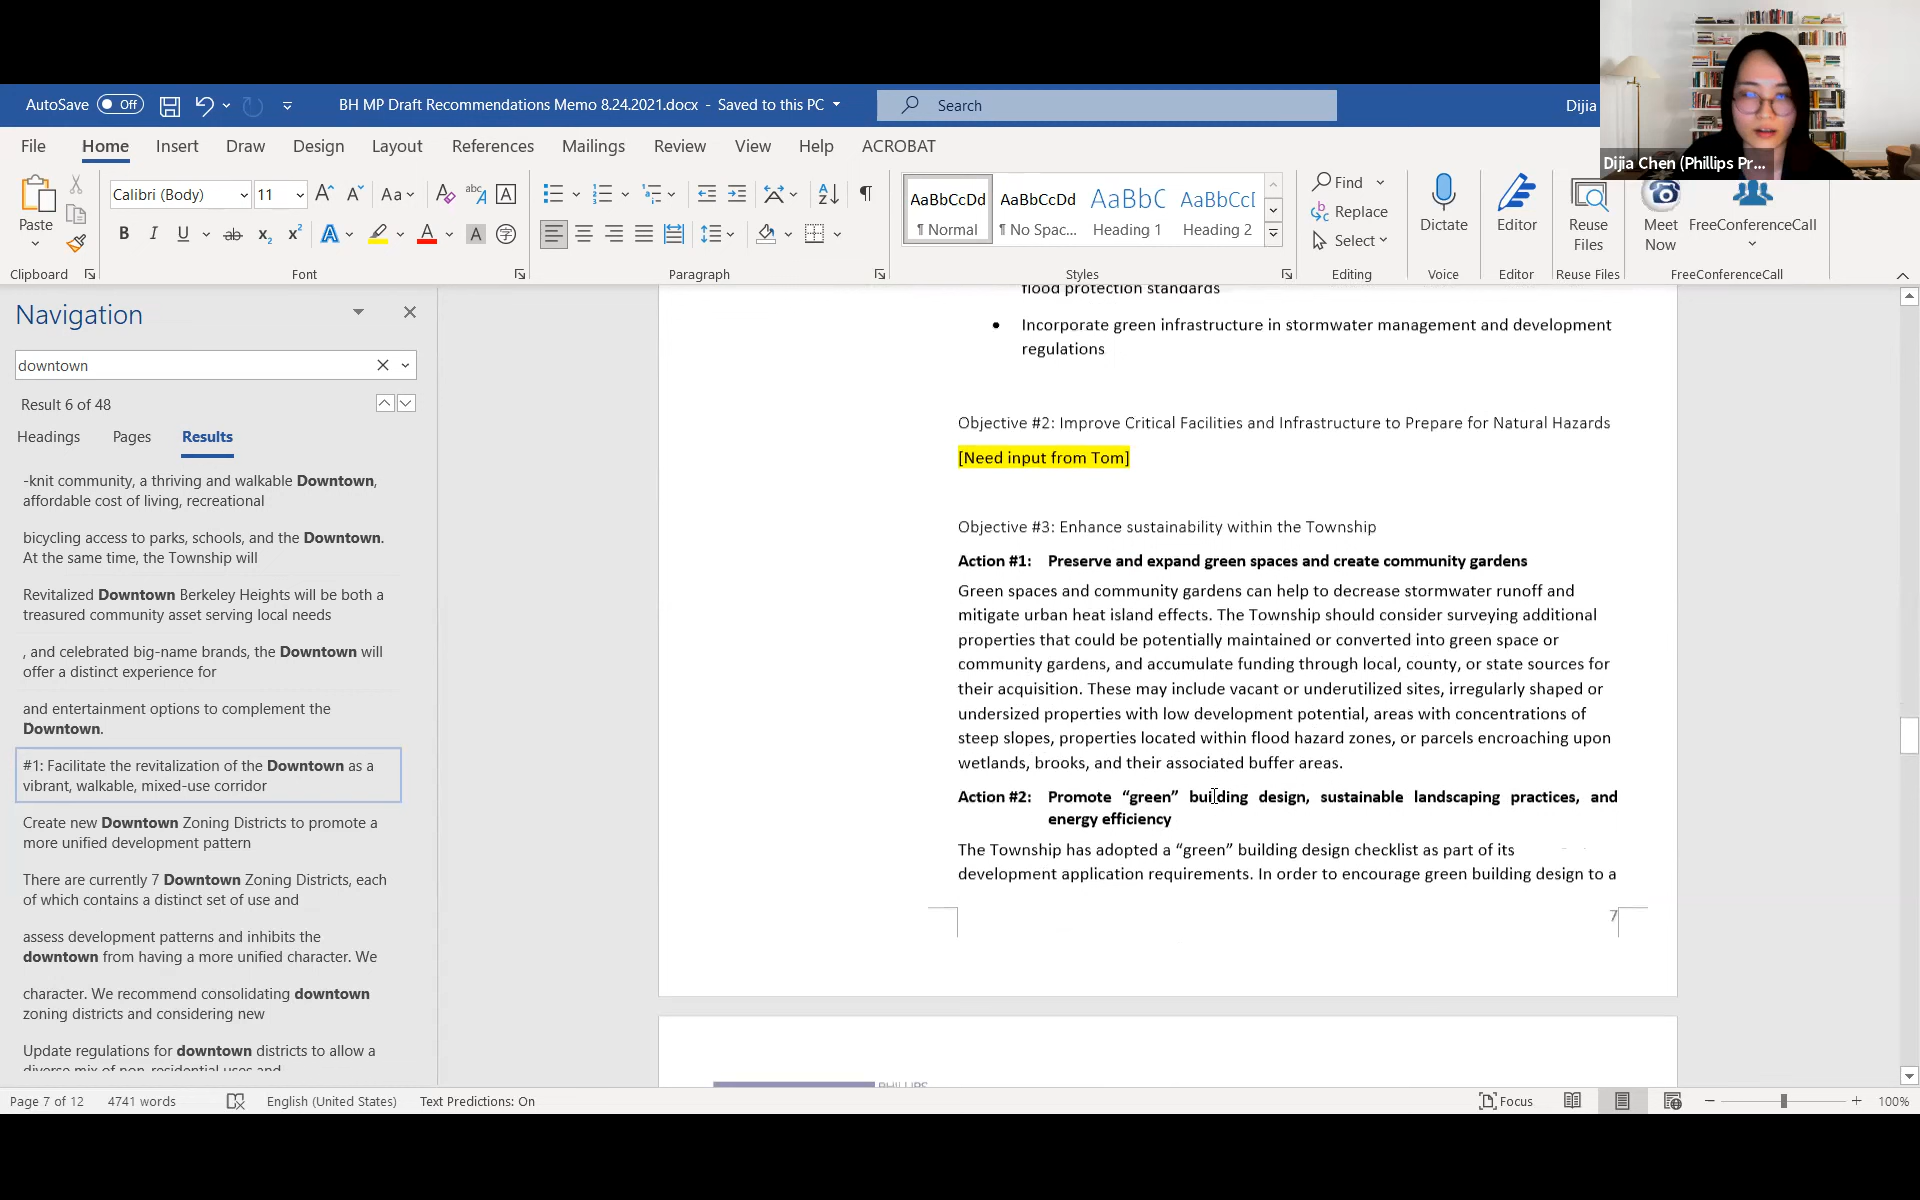 AutoSave Off
BH MP Draft Recommendations Memo 8.24.2021.docx - Saved to this PC
Search
Dijia
Dijia Chen (Phillips Pr...
File Home Insert Draw Design Layout References Mailings Review View Help ACROBAT
Paste
Calibri (Body) 11
Aa
B I U ab x₂ x² A A A
AaBbCcDd AaBbCcDd AaBbC AaBbCcD
¶ Normal ¶ No Spac... Heading 1 Heading 2
Find
Replace
Select
Dictate
Editor
Reuse
Files
Meet
Now
FreeConferenceCall
Clipboard Font Paragraph Styles Editing Voice Editor Reuse Files FreeConferenceCall
Navigation
downtown
Result 6 of 48
Headings Pages Results
-knit community, a thriving and walkable Downtown,
affordable cost of living, recreational
bicycling access to parks, schools, and the Downtown.
At the same time, the Township will
Revitalized Downtown Berkeley Heights will be both a
treasured community asset serving local needs
, and celebrated big-name brands, the Downtown will
offer a distinct experience for
and entertainment options to complement the
Downtown.
#1: Facilitate the revitalization of the Downtown as a
vibrant, walkable, mixed-use corridor
Create new Downtown Zoning Districts to promote a
more unified development pattern
There are currently 7 Downtown Zoning Districts, each
of which contains a distinct set of use and
assess development patterns and inhibits the
downtown from having a more unified character. We
character. We recommend consolidating downtown
zoning districts and considering new
Update regulations for downtown districts to allow a
diverse mix of non-residential uses and
flood protection standards
• Incorporate green infrastructure in stormwater management and development
regulations
Objective #2: Improve Critical Facilities and Infrastructure to Prepare for Natural Hazards
[Need input from Tom]
Objective #3: Enhance sustainability within the Township
Action #1: Preserve and expand green spaces and create community gardens
Green spaces and community gardens can help to decrease stormwater runoff and
mitigate urban heat island effects. The Township should consider surveying additional
properties that could be potentially maintained or converted into green space or
community gardens, and accumulate funding through local, county, or state sources for
their acquisition. These may include vacant or underutilized sites, irregularly shaped or
undersized properties with low development potential, areas with concentrations of
steep slopes, properties located within flood hazard zones, or parcels encroaching upon
wetlands, brooks, and their associated buffer areas.
Action #2: Promote “green” building design, sustainable landscaping practices, and
energy efficiency
The Township has adopted a “green” building design checklist as part of its
development application requirements. In order to encourage green building design to a
7
PHILLIPS
Page 7 of 12 4741 words English (United States) Text Predictions: On
Focus
100%